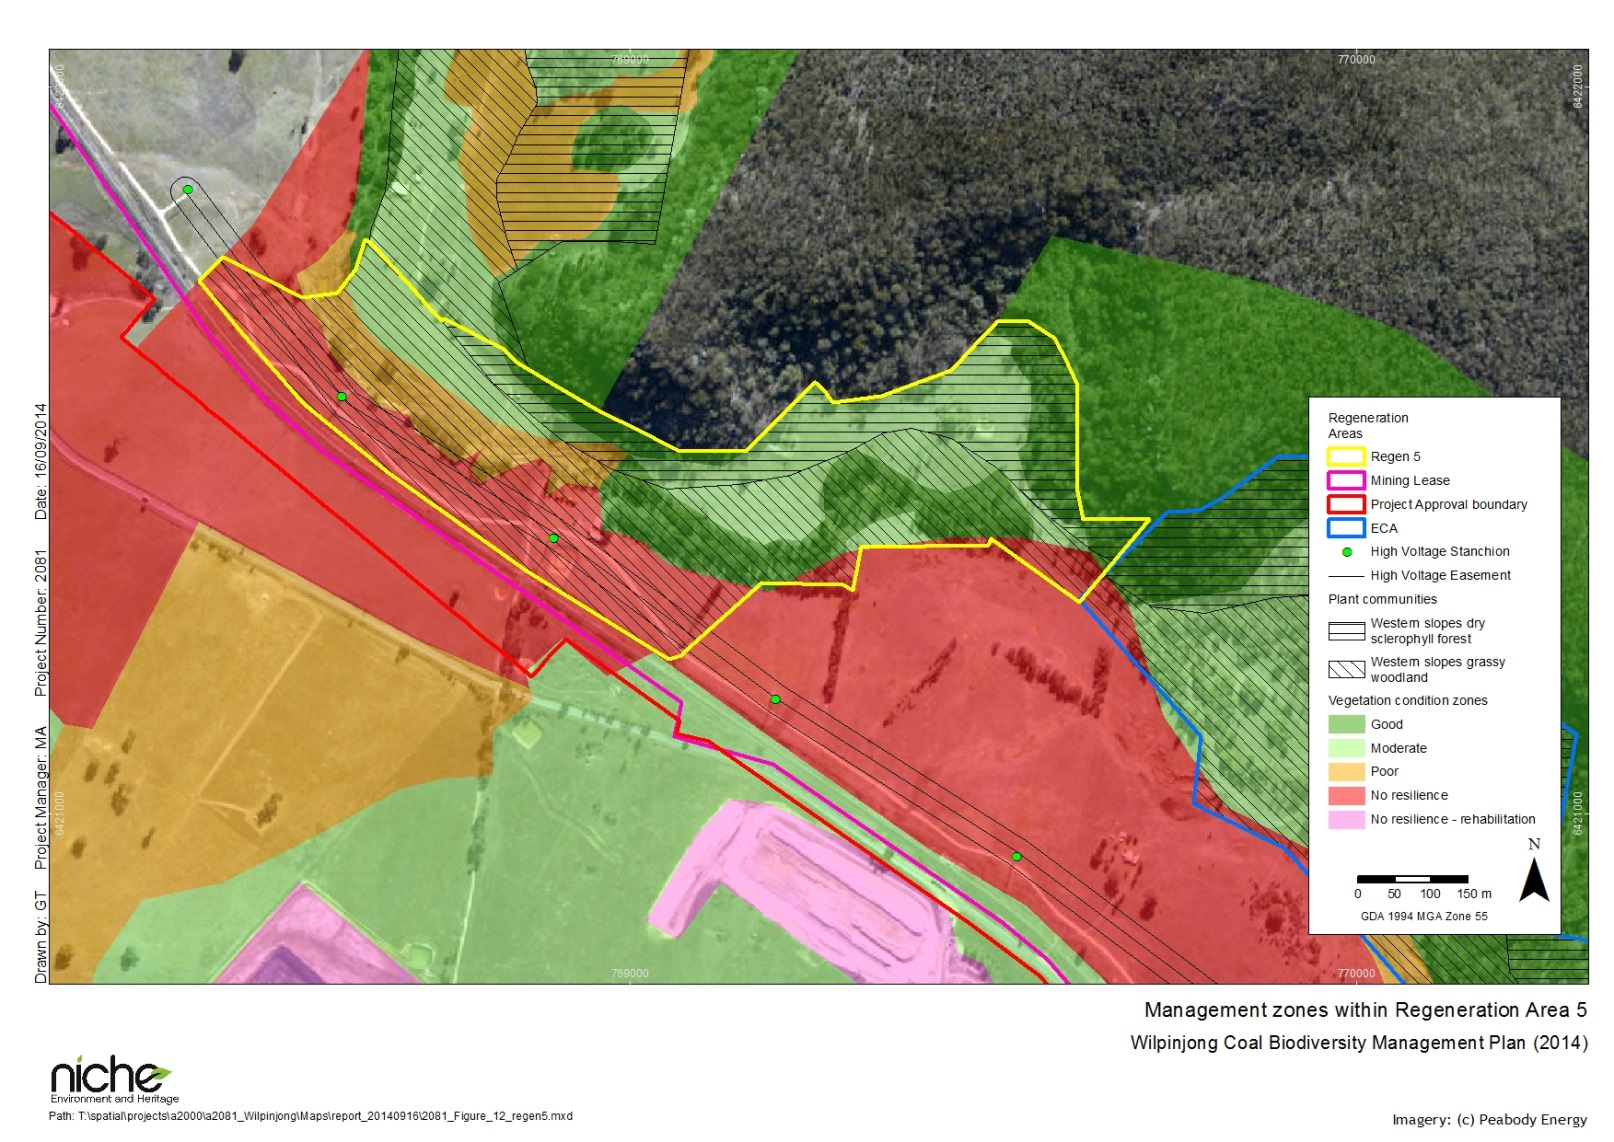 769000
770000
6422000
6422000
Regeneration
Areas
Regen 5
Mining Lease
Project Approval boundary
ECA
High Voltage Stanchion
High Voltage Easement
Plant communities
Western slopes dry
sclerophyll forest
Western slopes grassy
woodland
Vegetation condition zones
Good
Moderate
Poor
No resilience
No resilience - rehabilitation
N
0 50 100 150 m
GDA 1994 MGA Zone 55
6421000
6421000
769000
770000
Drawn by: GT Project Manager: MA Project Number: 2081 Date: 16/09/2014
Management zones within Regeneration Area 5
Wilpinjong Coal Biodiversity Management Plan (2014)
niche
Environment and Heritage
Path: T:\spatial\projects\a2000\a2081_Wilpinjong\Maps\report_20140916\2081_Figure_12_regen5.mxd
Imagery: (c) Peabody Energy